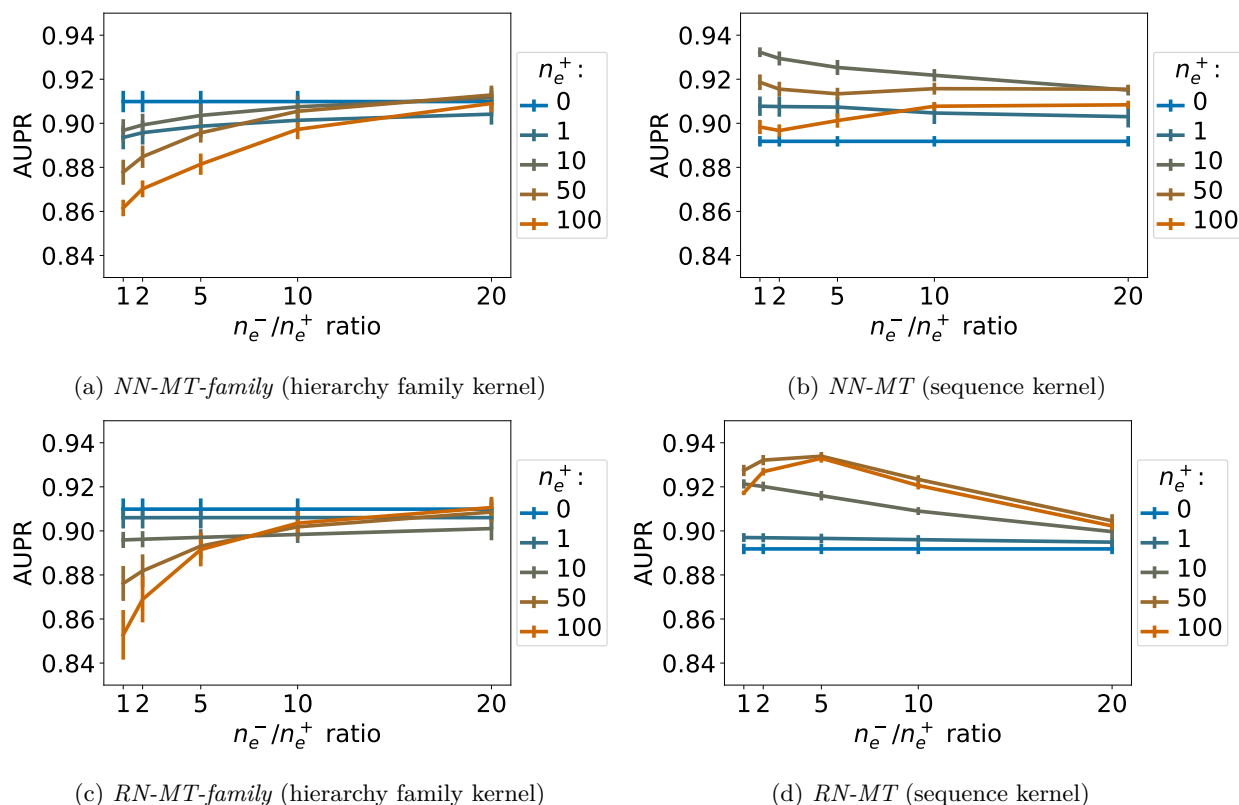 0.94
0.92
0.90
0.88
0.86
0.84
AUPR
1 2 5 10 20
n_e^-/n_e^+ ratio
n_e^+:
0
1
10
50
100
(a) NN-MT-family (hierarchy family kernel)
0.94
0.92
0.90
0.88
0.86
0.84
AUPR
1 2 5 10 20
n_e^-/n_e^+ ratio
n_e^+:
0
1
10
50
100
(b) NN-MT (sequence kernel)
0.94
0.92
0.90
0.88
0.86
0.84
AUPR
1 2 5 10 20
n_e^-/n_e^+ ratio
n_e^+:
0
1
10
50
100
(c) RN-MT-family (hierarchy family kernel)
0.94
0.92
0.90
0.88
0.86
0.84
AUPR
1 2 5 10 20
n_e^-/n_e^+ ratio
n_e^+:
0
1
10
50
100
(d) RN-MT (sequence kernel)